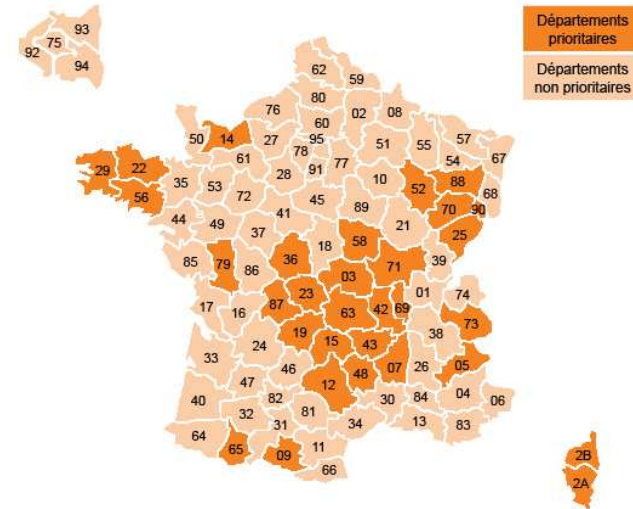 93
92 75
94
Départements
prioritaires
Départements
non prioritaires
62 59
80
76 60 02 08
50 14 27 95 51 55 57 67
61 78 77 54
29 22 28 91 10 52 88 68
56 35 53 72 45 89 70 90
44 49 37 41 18 58 21 25
85 79 86 36 03 71 39
17 16 87 23 63 42 69 01 74
19 38 73
33 24 15 43 26 05
46 12 48 07
47 82 30 84 04 06
40 32 31 81 34 13 83
64 65 09 11
66
2B
2A